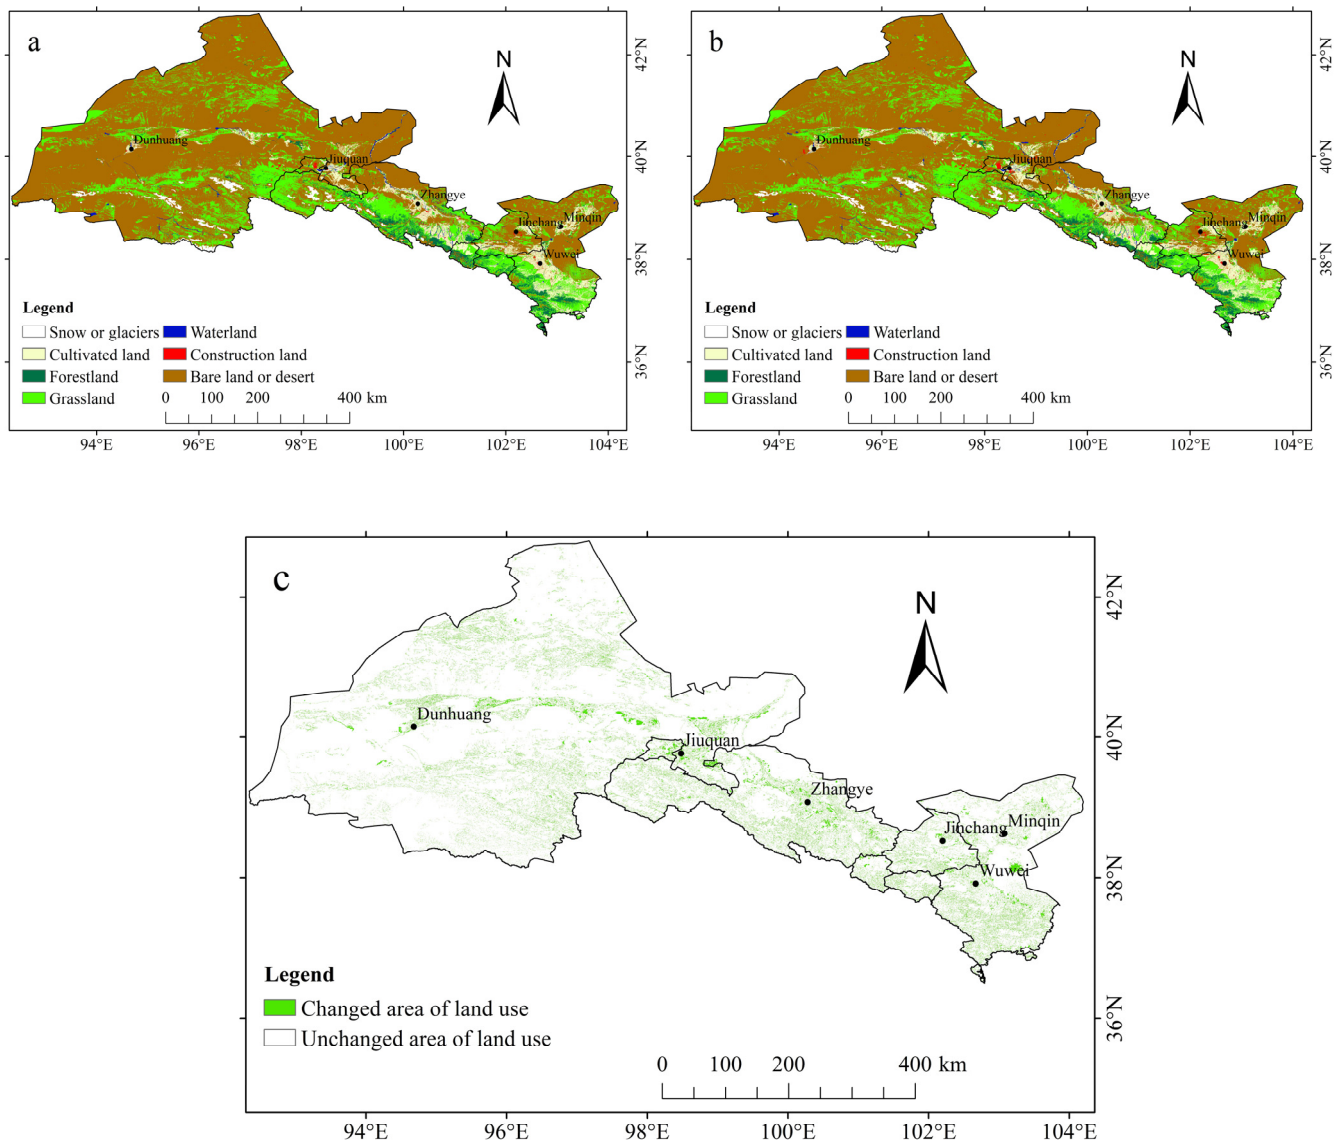 a
N
42°N
40°N
38°N
36°N
Dunhuang
Jiuquan
Zhangye
Jinchang
Minqin
Wuwei
Legend
Snow or glaciers
Waterland
Cultivated land
Construction land
Forestland
Bare land or desert
Grassland
0 100 200 400 km
94°E 96°E 98°E 100°E 102°E 104°E
b
N
42°N
40°N
38°N
36°N
Dunhuang
Jiuquan
Zhangye
Jinchang
Minqin
Wuwei
Legend
Snow or glaciers
Waterland
Cultivated land
Construction land
Forestland
Bare land or desert
Grassland
0 100 200 400 km
94°E 96°E 98°E 100°E 102°E 104°E
c
N
42°N
40°N
38°N
36°N
Dunhuang
Jiuquan
Zhangye
Jinchang
Minqin
Wuwei
Legend
Changed area of land use
Unchanged area of land use
0 100 200 400 km
94°E 96°E 98°E 100°E 102°E 104°E